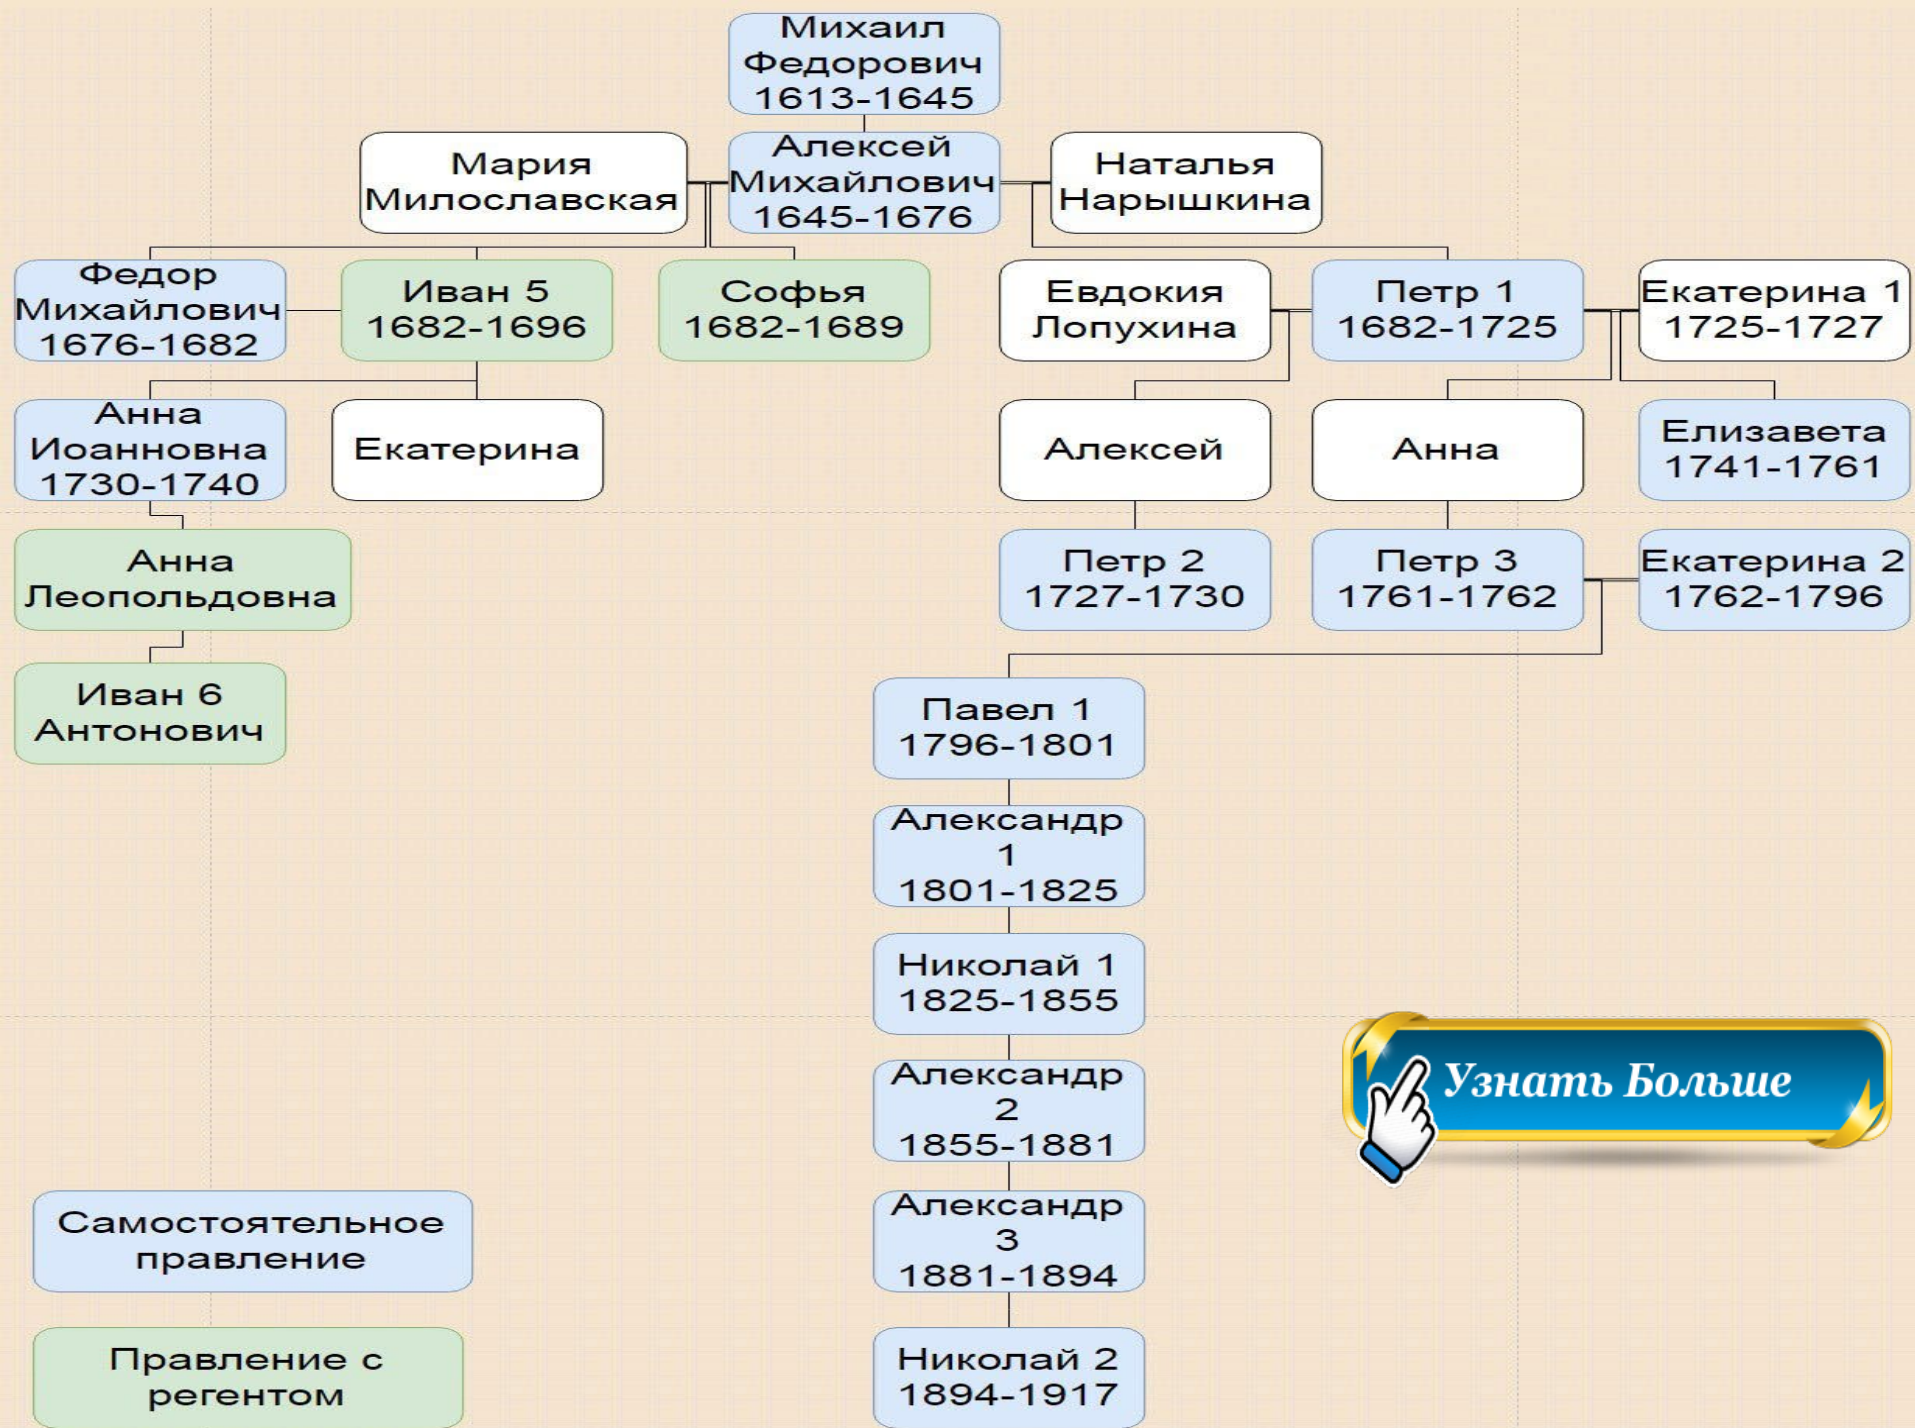 Михаил
Федорович
1613-1645
Мария
Милославская
Алексей
Михайлович
1645-1676
Наталья
Нарышкина
Федор
Михайлович
1676-1682
Иван 5
1682-1696
Софья
1682-1689
Евдокия
Лопухина
Петр 1
1682-1725
Екатерина 1
1725-1727
Анна
Иоанновна
1730-1740
Екатерина
Алексей
Анна
Елизавета
1741-1761
Анна
Леопольдовна
Петр 2
1727-1730
Петр 3
1761-1762
Екатерина 2
1762-1796
Иван 6
Антонович
Павел 1
1796-1801
Александр
1
1801-1825
Николай 1
1825-1855
Александр
2
1855-1881
Узнать Больше
Александр
3
1881-1894
Самостоятельное
правление
Николай 2
1894-1917
Правление с
регентом